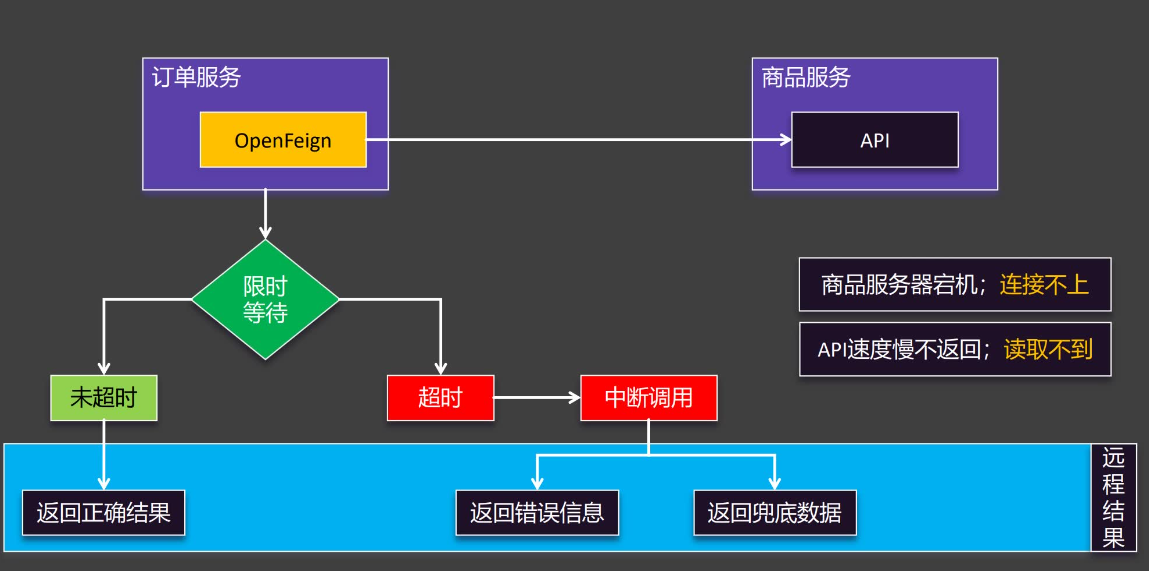 订单服务
商品服务
OpenFeign
API
限时
等待
商品服务器宕机；连接不上
API速度慢不返回；读取不到
未超时
超时
中断调用
返回正确结果
返回错误信息
返回兜底数据
远
程
结
果